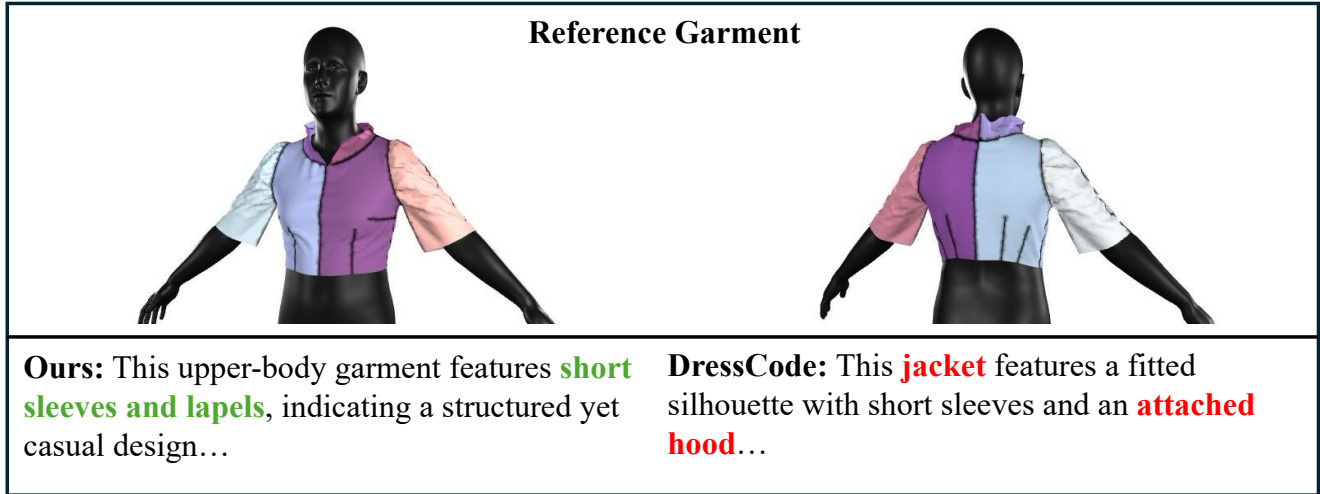 Reference Garment
Ours: This upper-body garment features short
sleeves and lapels, indicating a structured yet
casual design…
DressCode: This jacket features a fitted
silhouette with short sleeves and an attached
hood…